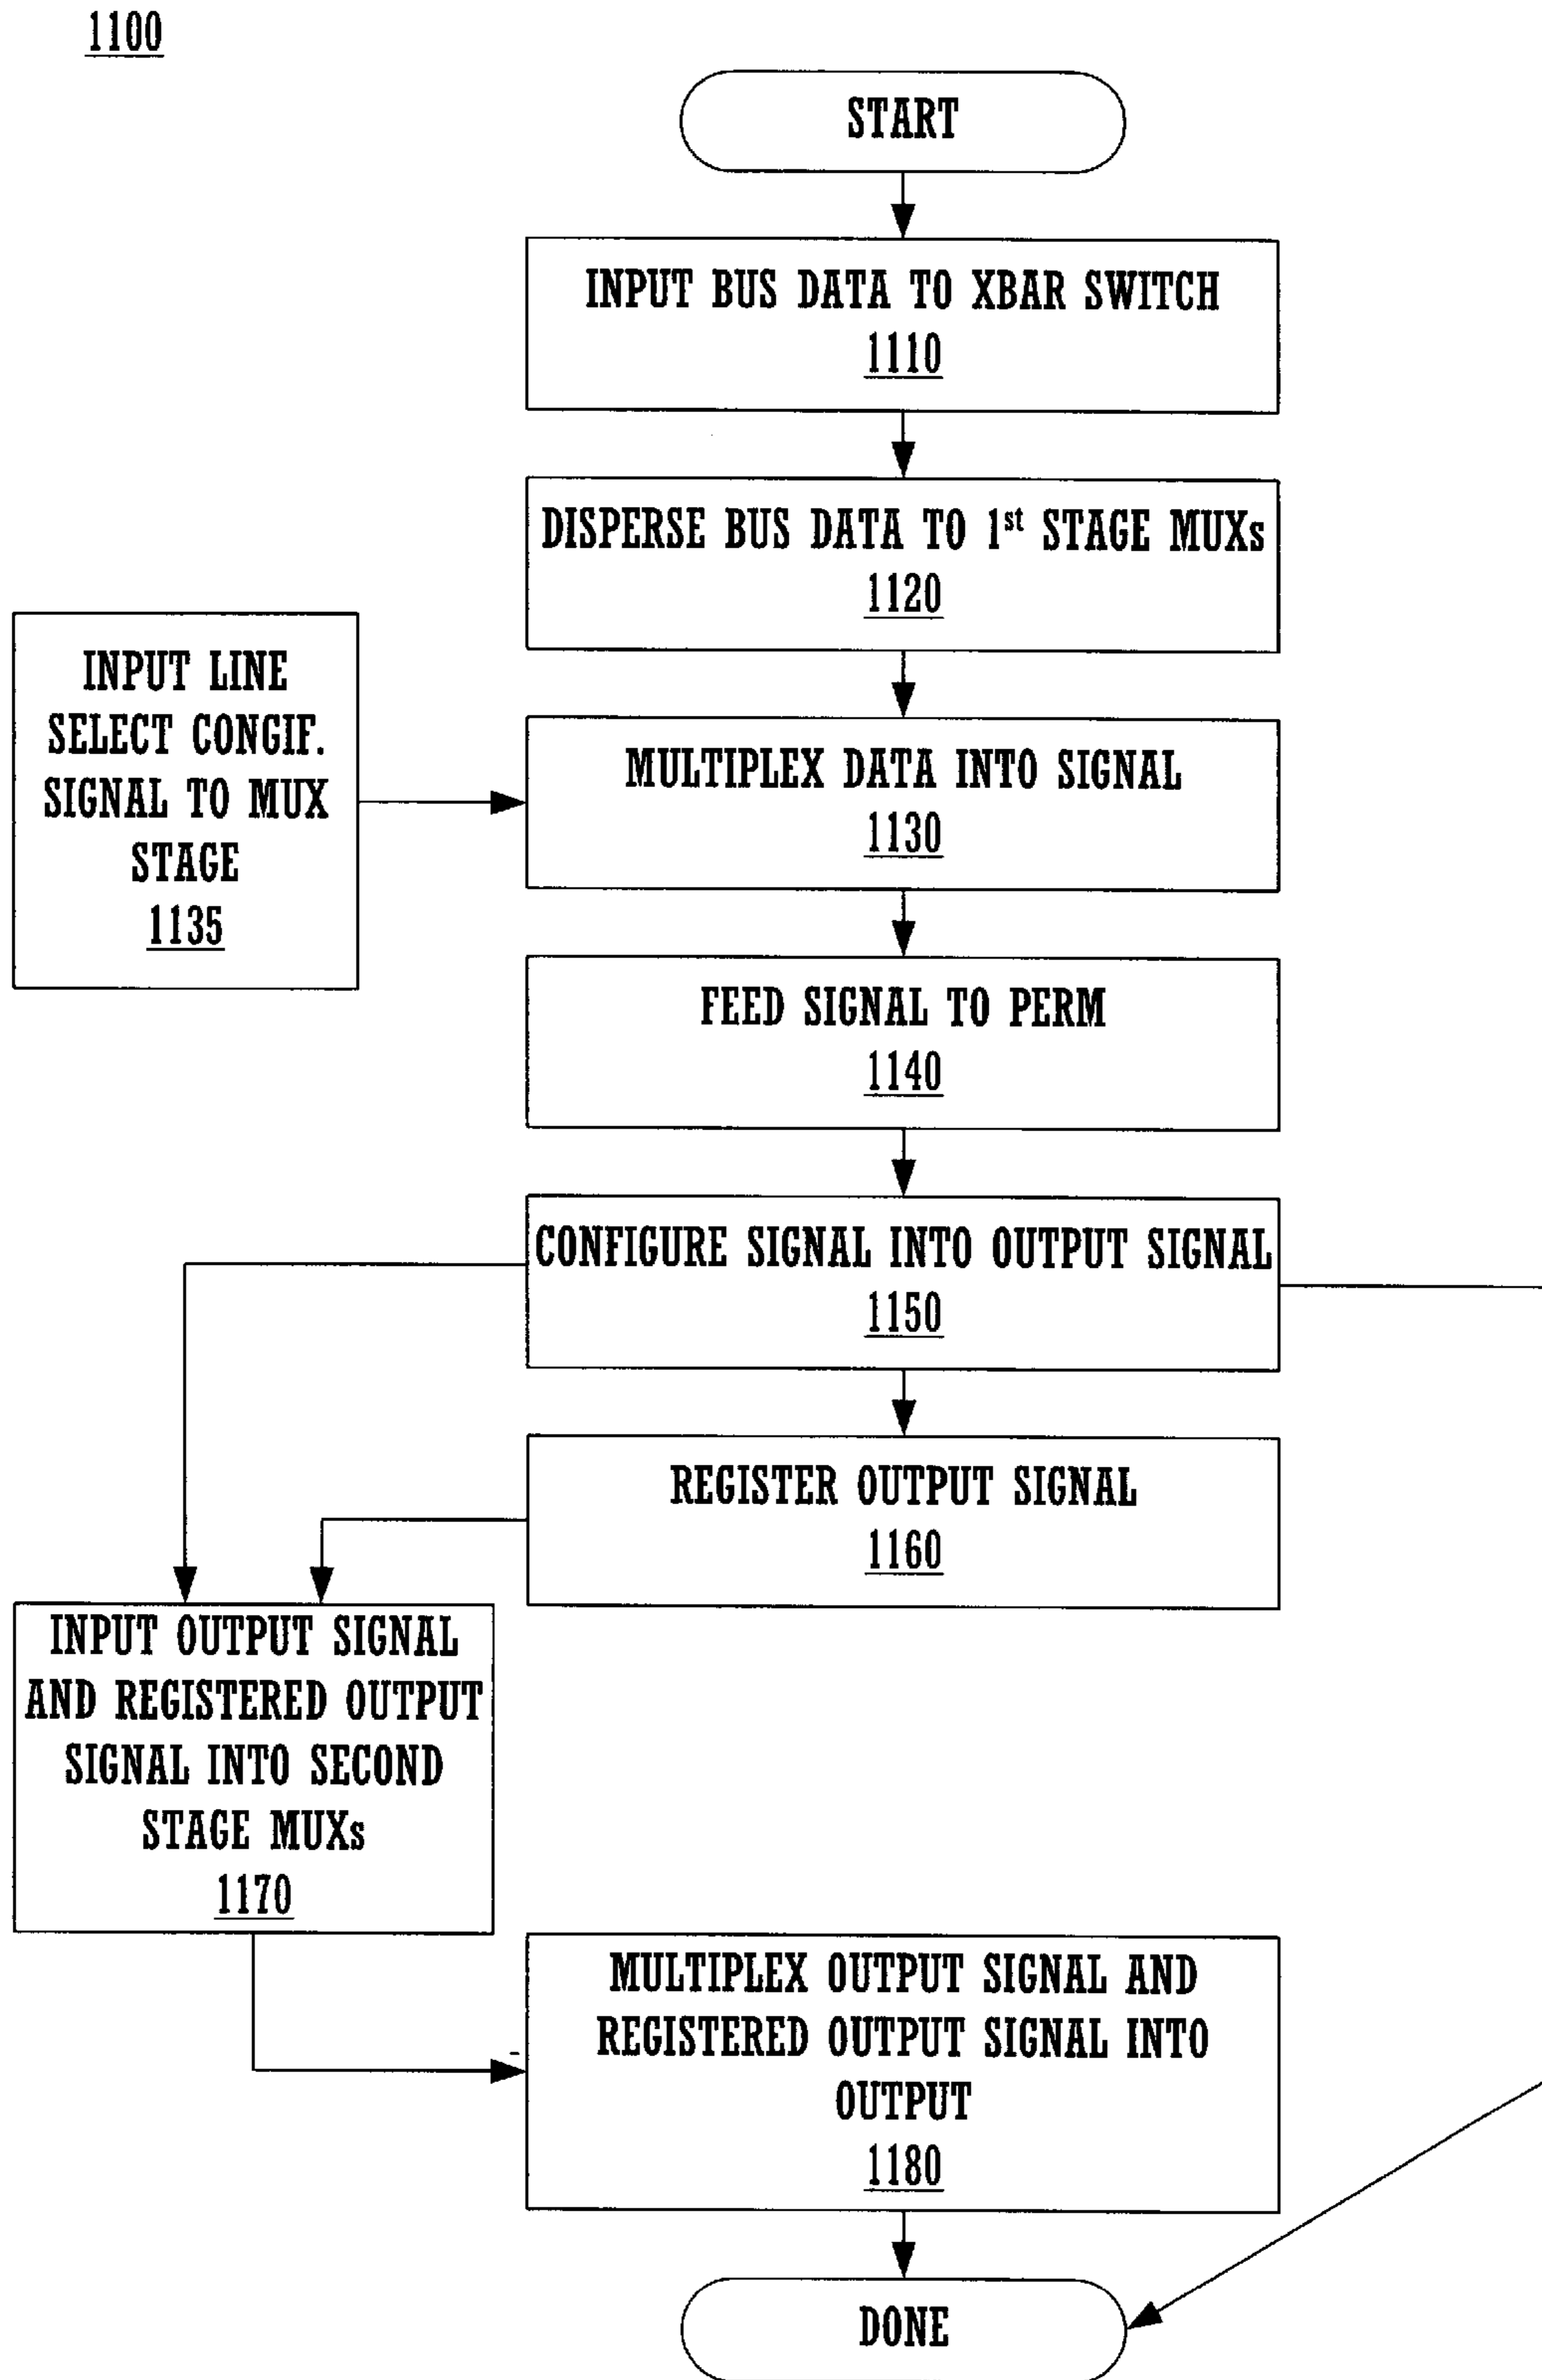 1100
START
INPUT BUS DATA TO XBAR SWITCH
1110
DISPERSE BUS DATA TO 1st STAGE MUXs
1120
INPUT LINE
SELECT CONGIF.
SIGNAL TO MUX
STAGE
1135
MULTIPLEX DATA INTO SIGNAL
1130
FEED SIGNAL TO PERM
1140
CONFIGURE SIGNAL INTO OUTPUT SIGNAL
1150
REGISTER OUTPUT SIGNAL
1160
INPUT OUTPUT SIGNAL
AND REGISTERED OUTPUT
SIGNAL INTO SECOND
STAGE MUXs
1170
MULTIPLEX OUTPUT SIGNAL AND
REGISTERED OUTPUT SIGNAL INTO
OUTPUT
1180
DONE